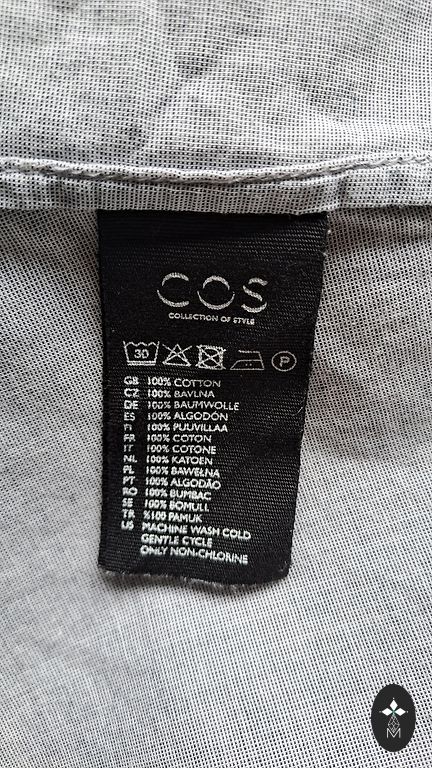 COS
COLLECTION OF STYLE
30 P
GB 100% COTTON
CZ 100% BAVLNA
DE 100% BAUMWOLLE
ES 100% ALGODÓN
FI 100% PUUVILLAA
FR 100% COTON
IT 100% COTONE
NL 100% KATOEN
PL 100% BAWEŁNA
PT 100% ALGODÃO
RO 100% BUMBAC
SE 100% BOMULL
TR %100 PAMUK
US MACHINE WASH COLD
GENTLE CYCLE
ONLY NON-CHLORINE
M